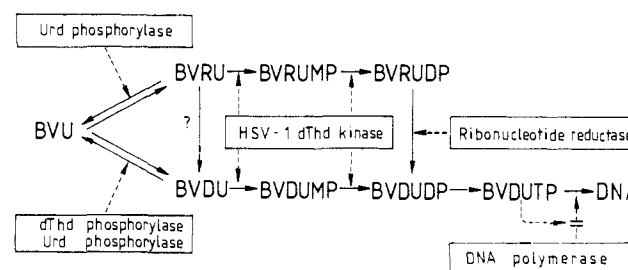 Urd phosphorylase
BVRU BVRUMP BVRUDP
?
BVU
HSV-1 dThd kinase
Ribonucleotide reductase
BVDU BVDUMP BVDUDP BVDUTP DNA
dThd phosphorylase
Urd phosphorylase
DNA polymerase